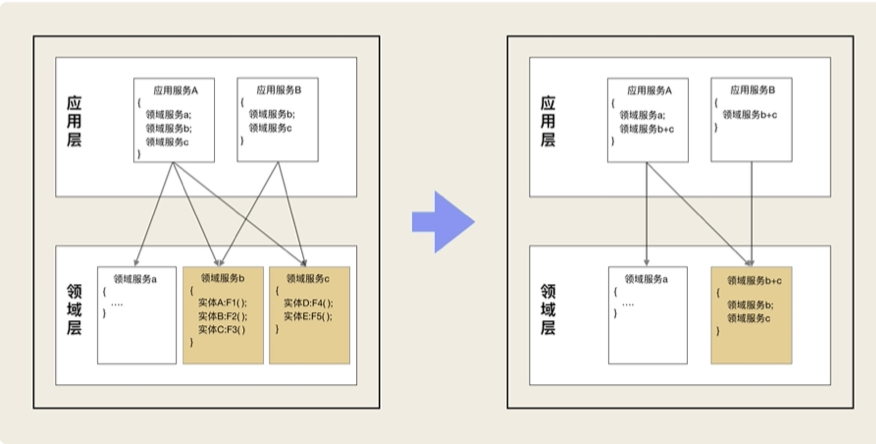 应用层
应用服务A
{
领域服务a;
领域服务b;
领域服务c
}
应用服务B
{
领域服务b;
领域服务c
}
领域层
领域服务a
{
....
}
领域服务b
{
实体A:F1();
实体B:F2();
实体C:F3()
}
领域服务c
{
实体D:F4();
实体E:F5();
}
应用层
应用服务A
{
领域服务a;
领域服务b+c
}
应用服务B
{
领域服务b+c
}
领域层
领域服务a
{
....
}
领域服务b+c
{
领域服务b;
领域服务c
}